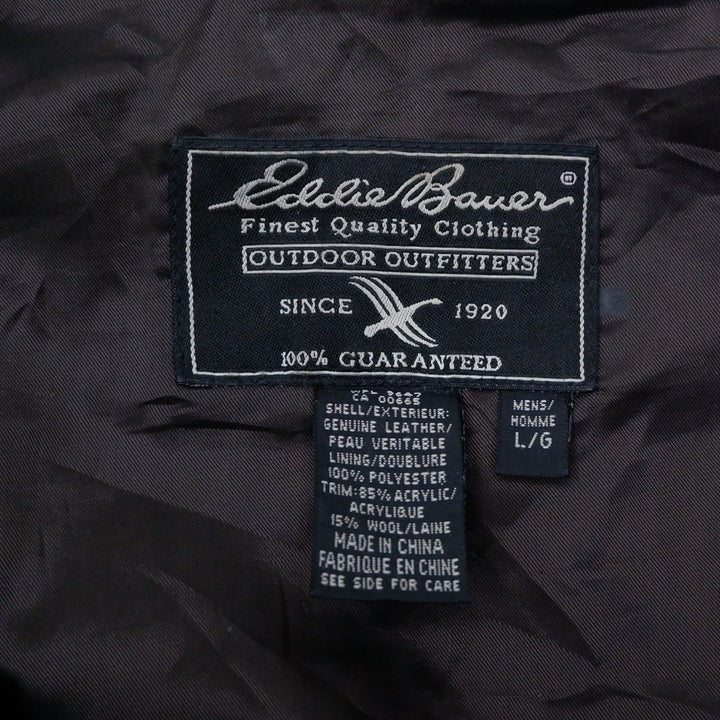 Eddie Bauer ®
Finest Quality Clothing
OUTDOOR OUTFITTERS
SINCE 1920
100% GUARANTEED
CA 00665
SHELL/EXTERIEUR:
GENUINE LEATHER/
PEAU VERITABLE
LINING/DOUBLURE
100% POLYESTER
TRIM:85% ACRYLIC/
ACRYLIQUE
15% WOOL/LAINE
MADE IN CHINA
FABRIQUE EN CHINE
SEE SIDE FOR CARE
MENS/
HOMME
L/G